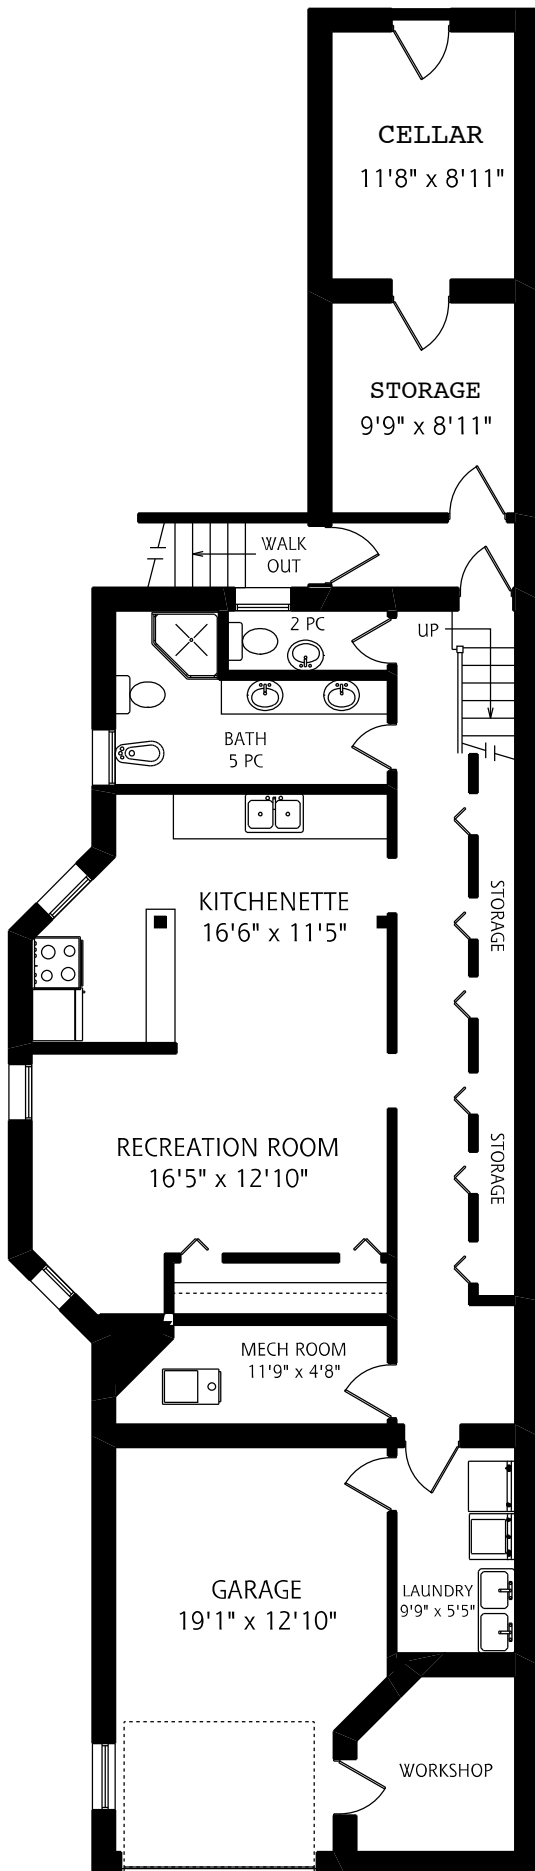 CELLAR
11'8" x 8'11"
STORAGE
9'9" x 8'11"
WALK
OUT
2 PC
UP
BATH
5 PC
KITCHENETTE
16'6" x 11'5"
STORAGE
RECREATION ROOM
16'5" x 12'10"
STORAGE
MECH ROOM
11'9" x 4'8"
GARAGE
19'1" x 12'10"
LAUNDRY
9'9" x 5'5"
WORKSHOP